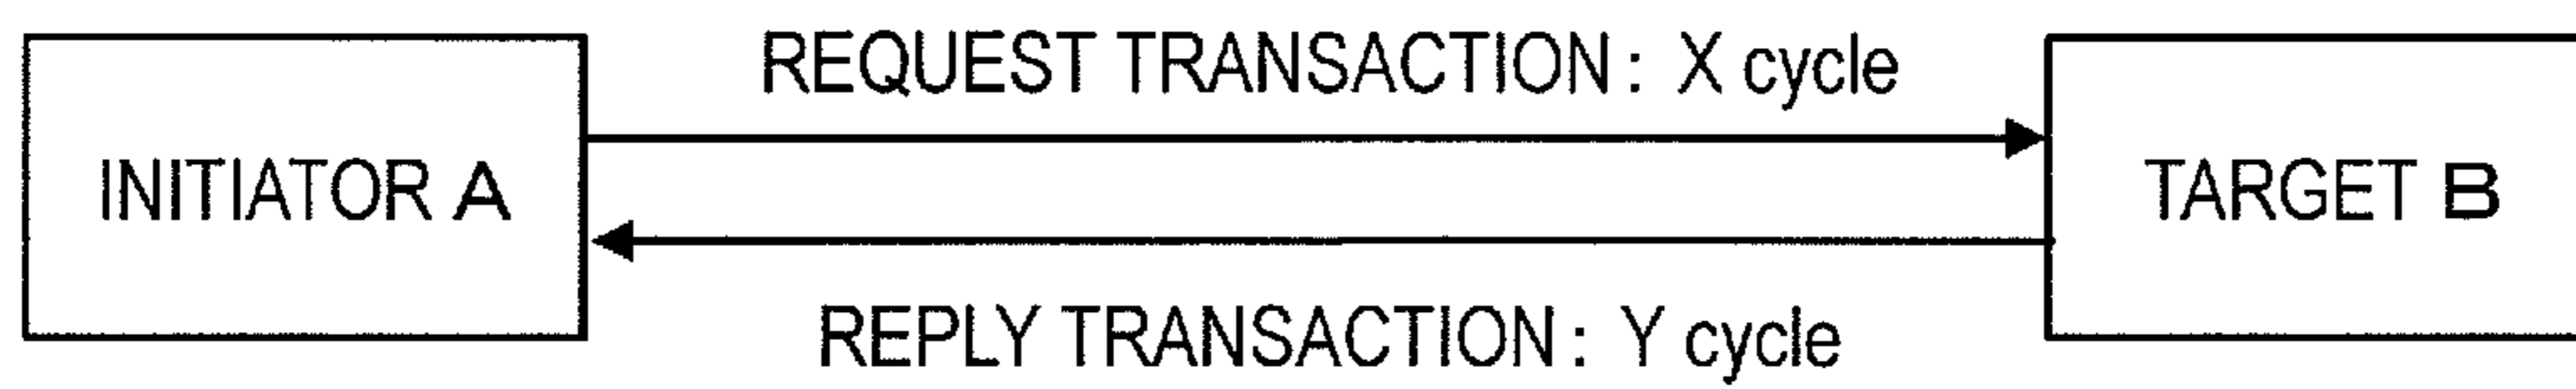 REQUEST TRANSACTION: X cycle
INITIATOR A
TARGET B
REPLY TRANSACTION: Y cycle